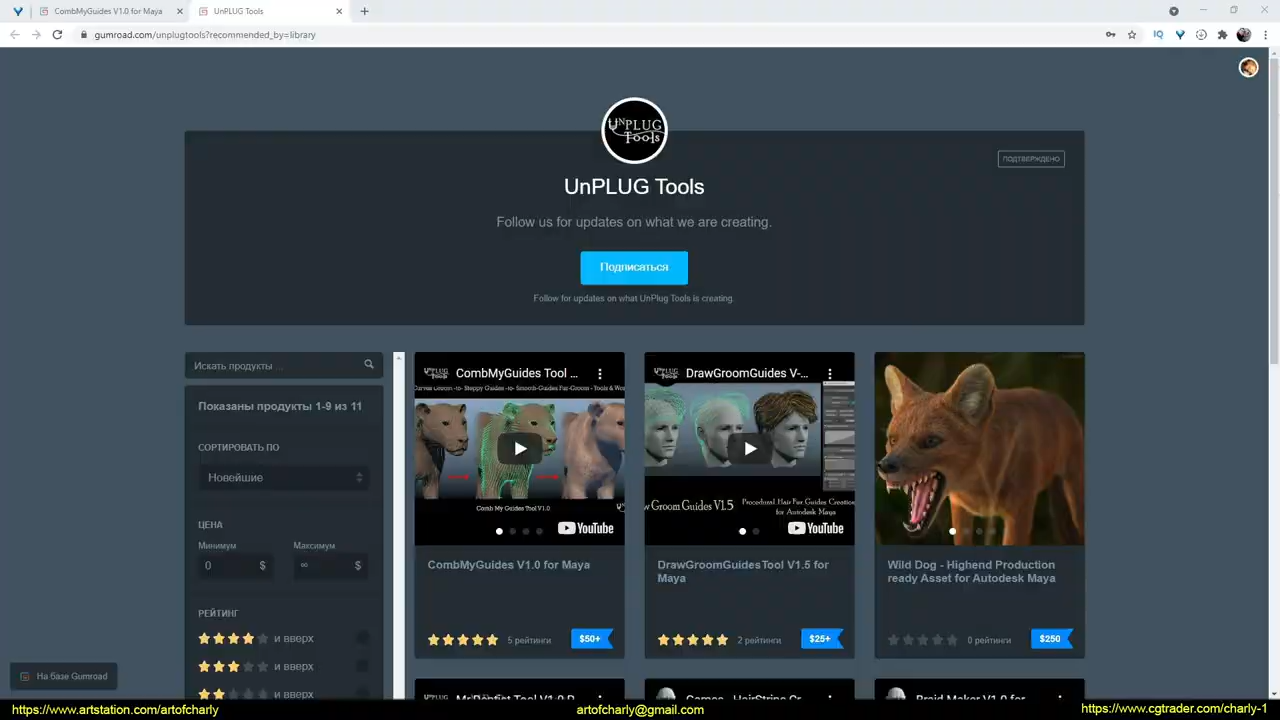 CombMyGuides V1.0 for Maya
UnPLUG Tools
gumroad.com/unplugtools?recommended_by=library
UnPLUG
Tools
ПОДТВЕРЖДЕНО
UnPLUG Tools
Follow us for updates on what we are creating.
Подписаться
Follow for updates on what UnPlug Tools is creating.
Искать продукты ...
Показаны продукты 1-9 из 11
СОРТИРОВАТЬ ПО
Новейшие
ЦЕНА
Минимум
Максимум
0 $
∞ $
РЕЙТИНГ
и вверх
и вверх
и вверх
CombMyGuides Tool ...
Comb My Guides Tool V1.0
YouTube
CombMyGuides V1.0 for Maya
5 рейтинги
$50+
DrawGroomGuides V-...
w Groom Guides V1.5
Procedural Hair Fur Guides Creation
for Autodesk Maya
YouTube
DrawGroomGuidesTool V1.5 for
Maya
2 рейтинги
$25+
Wild Dog - Highend Production
ready Asset for Autodesk Maya
0 рейтинги
$250
На базе Gumroad
https://www.artstation.com/artofcharly
artofcharly@gmail.com
https://www.cgtrader.com/charly-1